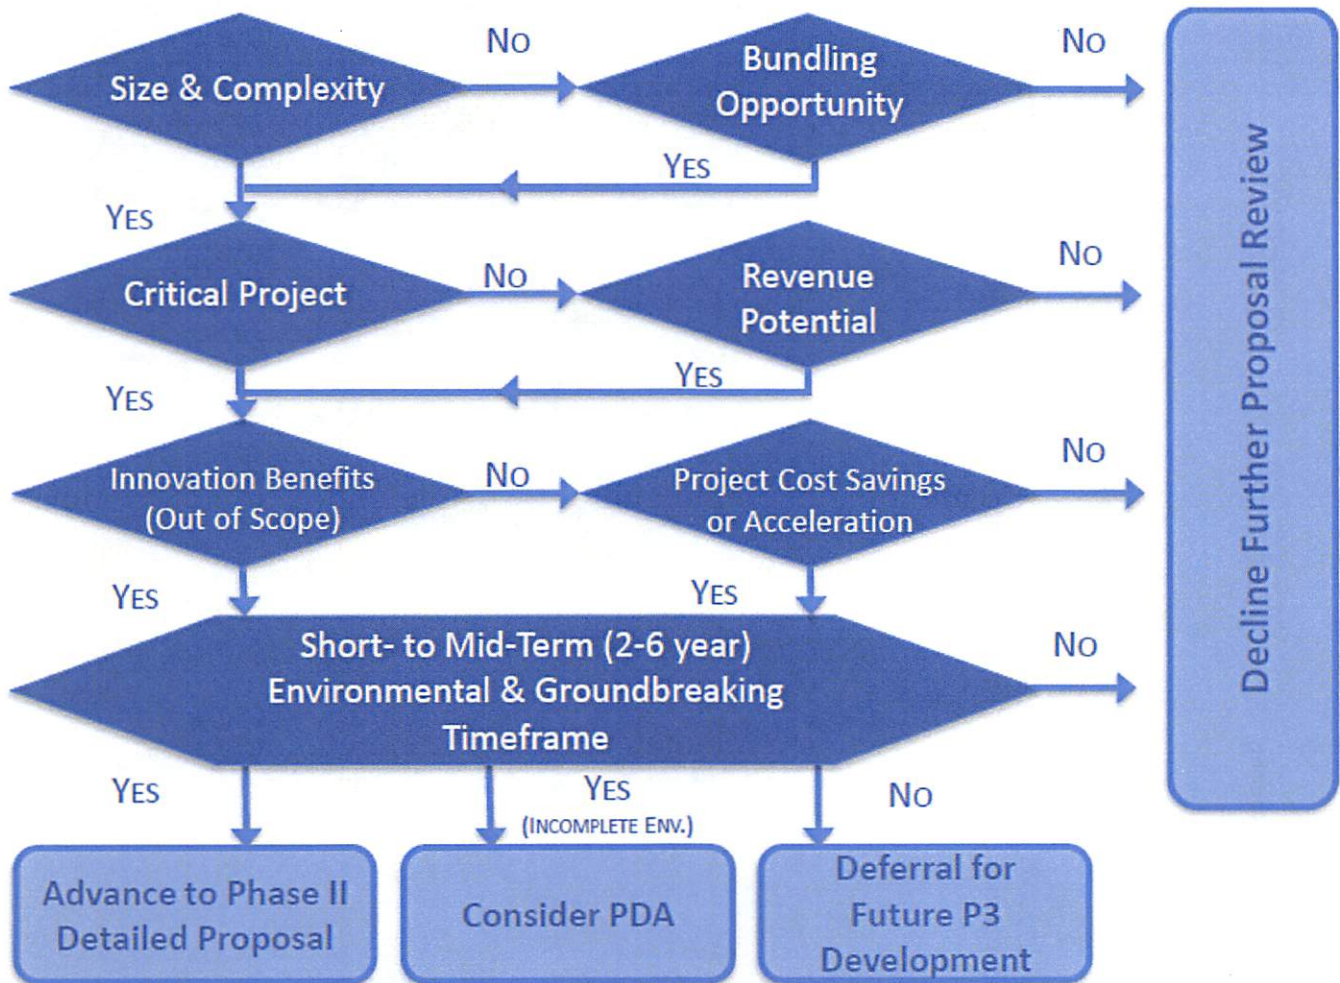 Size & Complexity
NO
Bundling
Opportunity
NO
YES
YES
Critical Project
NO
Revenue
Potential
NO
YES
YES
Innovation Benefits
(Out of Scope)
NO
Project Cost Savings
or Acceleration
NO
YES
YES
Short- to Mid-Term (2-6 year)
Environmental & Groundbreaking
Timeframe
NO
YES
YES
(INCOMPLETE ENV.)
NO
Advance to Phase II
Detailed Proposal
Consider PDA
Deferral for
Future P3
Development
Decline Further Proposal Review